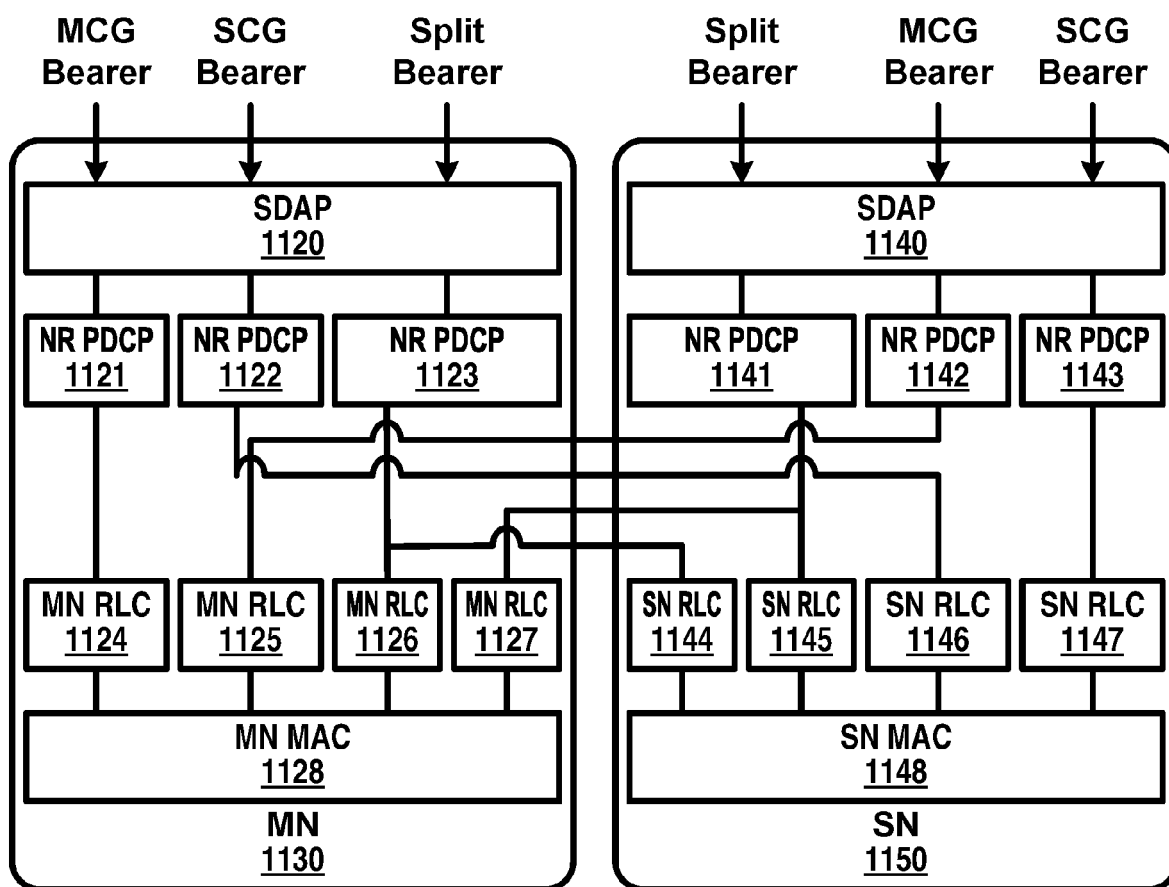 MCG Bearer
SCG Bearer
Split Bearer
Split Bearer
MCG Bearer
SCG Bearer
SDAP
1120
SDAP
1140
NR PDCP
1121
NR PDCP
1122
NR PDCP
1123
NR PDCP
1141
NR PDCP
1142
NR PDCP
1143
MN RLC
1124
MN RLC
1125
MN RLC
1126
MN RLC
1127
SN RLC
1144
SN RLC
1145
SN RLC
1146
SN RLC
1147
MN MAC
1128
SN MAC
1148
MN
1130
SN
1150